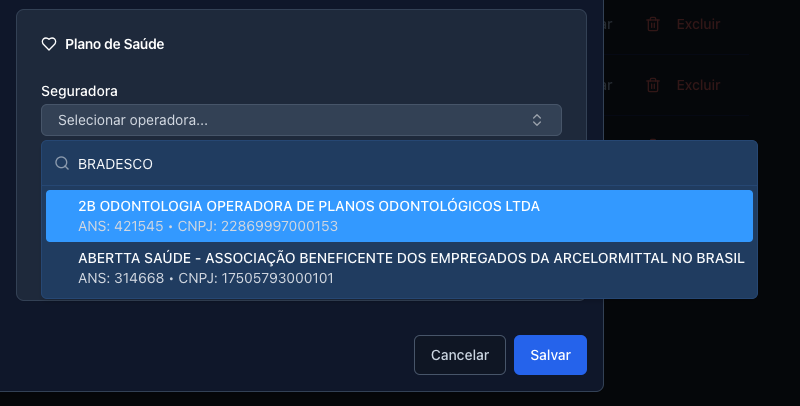 Plano de Saúde
ar Excluir
Seguradora
ar Excluir
Selecionar operadora...
BRADESCO
2B ODONTOLOGIA OPERADORA DE PLANOS ODONTOLÓGICOS LTDA
ANS: 421545 • CNPJ: 22869997000153
ABERTTA SAÚDE - ASSOCIAÇÃO BENEFICENTE DOS EMPREGADOS DA ARCELORMITTAL NO BRASIL
ANS: 314668 • CNPJ: 17505793000101
Cancelar Salvar